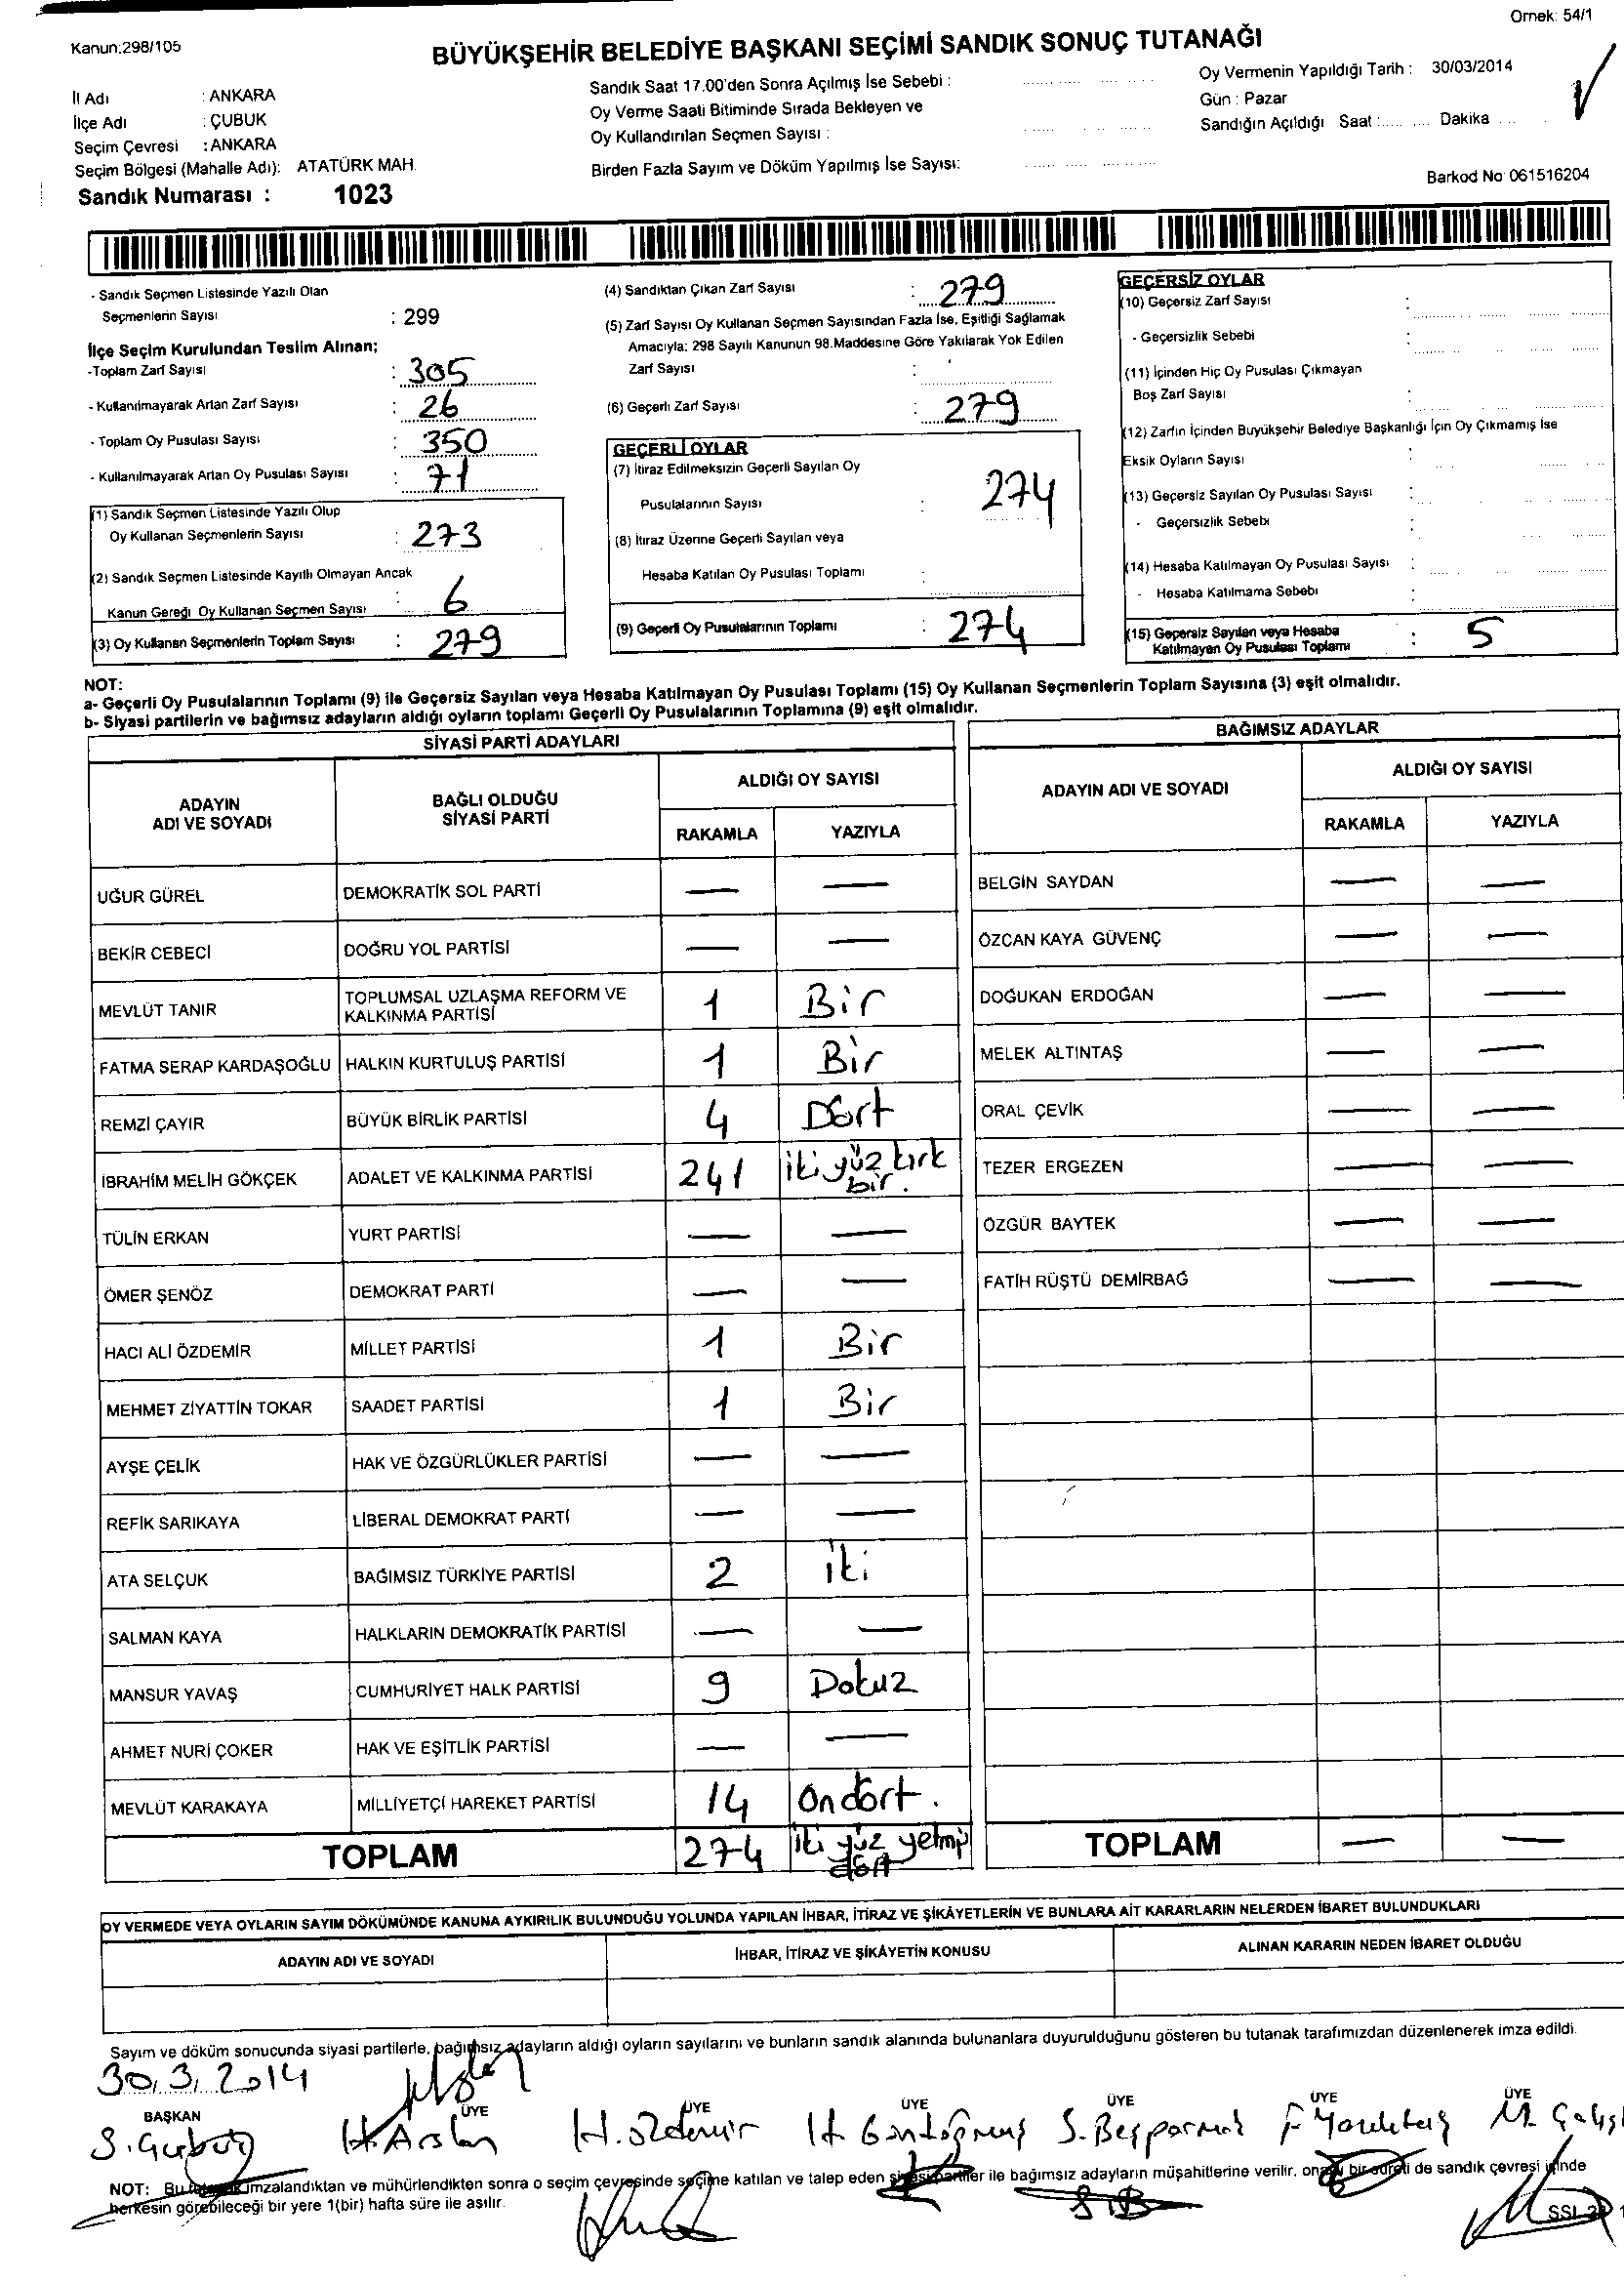 Örnek: 54/1
Kanun:298/105
BÜYÜKŞEHİR BELEDİYE BAŞKANI SEÇİMİ SANDIK SONUÇ TUTANAĞI
İl Adı : ANKARA
İlçe Adı : ÇUBUK
Seçim Çevresi : ANKARA
Seçim Bölgesi (Mahalle Adı): ATATÜRK MAH.
Sandık Numarası : 1023
Sandık Saat 17.00'den Sonra Açılmış İse Sebebi :
Oy Verme Saati Bitiminde Sırada Bekleyen ve
Oy Kullandırılan Seçmen Sayısı :
Birden Fazla Sayım ve Döküm Yapılmış İse Sayısı:
Oy Vermenin Yapıldığı Tarih : 30/03/2014
Gün : Pazar
Sandığın Açıldığı Saat : Dakika
Barkod No: 061516204
- Sandık Seçmen Listesinde Yazılı Olan
Seçmenlerin Sayısı : 299
İlçe Seçim Kurulundan Teslim Alınan;
-Toplam Zarf Sayısı : 305
- Kullanılmayarak Artan Zarf Sayısı : 26
- Toplam Oy Pusulası Sayısı : 350
- Kullanılmayarak Artan Oy Pusulası Sayısı : 71
(1) Sandık Seçmen Listesinde Yazılı Olup
Oy Kullanan Seçmenlerin Sayısı : 273
(2) Sandık Seçmen Listesinde Kayıtlı Olmayan Ancak
Kanun Gereği Oy Kullanan Seçmen Sayısı : 6
(3) Oy Kullanan Seçmenlerin Toplam Sayısı : 279
(4) Sandıktan Çıkan Zarf Sayısı : 279
(5) Zarf Sayısı Oy Kullanan Seçmen Sayısından Fazla İse, Eşitliği Sağlamak
Amacıyla; 298 Sayılı Kanunun 98.Maddesine Göre Yakılarak Yok Edilen
Zarf Sayısı :
(6) Geçerli Zarf Sayısı : 279
GEÇERLİ OYLAR
(7) İtiraz Edilmeksizin Geçerli Sayılan Oy
Pusulalarının Sayısı : 274
(8) İtiraz Üzerine Geçerli Sayılan veya
Hesaba Katılan Oy Pusulası Toplamı :
(9) Geçerli Oy Pusulalarının Toplamı : 274
GEÇERSİZ OYLAR
(10) Geçersiz Zarf Sayısı :
- Geçersizlik Sebebi :
(11) İçinden Hiç Oy Pusulası Çıkmayan
Boş Zarf Sayısı :
(12) Zarfın İçinden Büyükşehir Belediye Başkanlığı İçin Oy Çıkmamış İse
Eksik Oyların Sayısı :
(13) Geçersiz Sayılan Oy Pusulası Sayısı :
- Geçersizlik Sebebi :
(14) Hesaba Katılmayan Oy Pusulası Sayısı :
- Hesaba Katılmama Sebebi :
(15) Geçersiz Sayılan veya Hesaba
Katılmayan Oy Pusulası Toplamı : 5
NOT:
a- Geçerli Oy Pusulalarının Toplamı (9) ile Geçersiz Sayılan veya Hesaba Katılmayan Oy Pusulası Toplamı (15) Oy Kullanan Seçmenlerin Toplam Sayısına (3) eşit olmalıdır.
b- Siyasi partilerin ve bağımsız adayların aldığı oyların toplamı Geçerli Oy Pusulalarının Toplamına (9) eşit olmalıdır.
SİYASİ PARTİ ADAYLARI
ADAYIN ADI VE SOYADI
BAĞLI OLDUĞU SİYASİ PARTİ
ALDIĞI OY SAYISI
RAKAMLA YAZIYLA
UĞUR GÜREL DEMOKRATİK SOL PARTİ — —
BEKİR CEBECİ DOĞRU YOL PARTİSİ — —
MEVLÜT TANIR TOPLUMSAL UZLAŞMA REFORM VE KALKINMA PARTİSİ 1 Bir
FATMA SERAP KARDAŞOĞLU HALKIN KURTULUŞ PARTİSİ 1 Bir
REMZİ ÇAYIR BÜYÜK BİRLİK PARTİSİ 4 Dört
İBRAHİM MELİH GÖKÇEK ADALET VE KALKINMA PARTİSİ 241 iki yüz kırk bir.
TÜLİN ERKAN YURT PARTİSİ — —
ÖMER ŞENÖZ DEMOKRAT PARTİ — —
HACI ALİ ÖZDEMİR MİLLET PARTİSİ 1 Bir
MEHMET ZİYATTİN TOKAR SAADET PARTİSİ 1 Bir
AYŞE ÇELİK HAK VE ÖZGÜRLÜKLER PARTİSİ — —
REFİK SARIKAYA LİBERAL DEMOKRAT PARTİ — —
ATA SELÇUK BAĞIMSIZ TÜRKİYE PARTİSİ 2 iki
SALMAN KAYA HALKLARIN DEMOKRATİK PARTİSİ — —
MANSUR YAVAŞ CUMHURİYET HALK PARTİSİ 9 Dokuz
AHMET NURİ ÇOKER HAK VE EŞİTLİK PARTİSİ — —
MEVLÜT KARAKAYA MİLLİYETÇİ HAREKET PARTİSİ 14 Ondört.
TOPLAM 274 iki yüz yetmiş dört
BAĞIMSIZ ADAYLAR
ADAYIN ADI VE SOYADI
ALDIĞI OY SAYISI
RAKAMLA YAZIYLA
BELGİN SAYDAN — —
ÖZCAN KAYA GÜVENÇ — —
DOĞUKAN ERDOĞAN — —
MELEK ALTINTAŞ — —
ORAL ÇEVİK — —
TEZER ERGEZEN — —
ÖZGÜR BAYTEK — —
FATİH RÜŞTÜ DEMİRBAĞ — —
TOPLAM — —
OY VERMEDE VEYA OYLARIN SAYIM DÖKÜMÜNDE KANUNA AYKIRILIK BULUNDUĞU YOLUNDA YAPILAN İHBAR, İTİRAZ VE ŞİKÂYETLERİN VE BUNLARA AİT KARARLARIN NELERDEN İBARET BULUNDUKLARI
ADAYIN ADI VE SOYADI İHBAR, İTİRAZ VE ŞİKÂYETİN KONUSU ALINAN KARARIN NEDEN İBARET OLDUĞU
Sayım ve döküm sonucunda siyasi partilerle, bağımsız adayların aldığı oyların sayılarını ve bunların sandık alanında bulunanlara duyurulduğunu gösteren bu tutanak tarafımızdan düzenlenerek imza edildi.
30.3.2014
BAŞKAN ÜYE ÜYE ÜYE ÜYE ÜYE ÜYE
H.Arslan H.Özdemir
NOT: Bu tutanak imzalandıktan ve mühürlendikten sonra o seçim çevresinde seçime katılan ve talep eden siyasi partiler ile bağımsız adayların müşahitlerine verilir, onaylı bir sureti de sandık çevresi içinde
herkesin görebileceği bir yere 1(bir) hafta süre ile asılır.